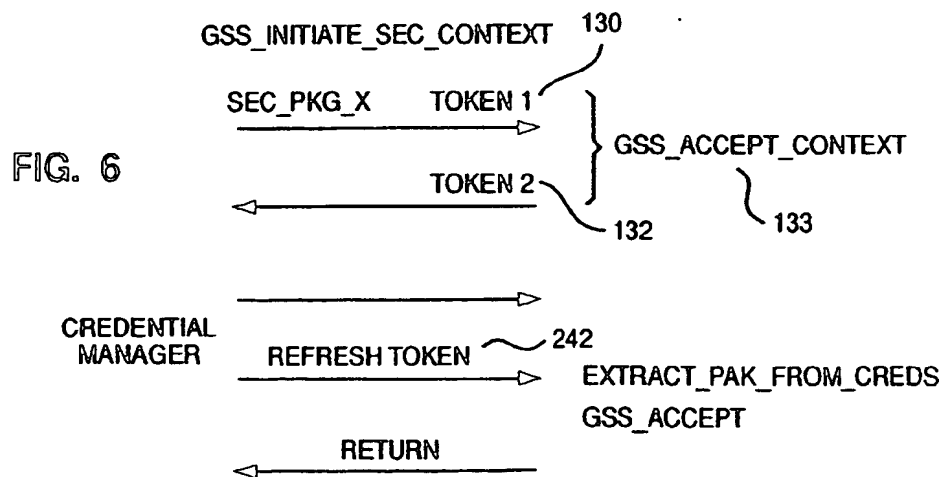 GSS_INITIATE_SEC_CONTEXT 130
SEC_PKG_X TOKEN 1
FIG. 6
GSS_ACCEPT_CONTEXT
TOKEN 2
132
133
CREDENTIAL
MANAGER
REFRESH TOKEN 242
EXTRACT_PAK_FROM_CREDS
GSS_ACCEPT
RETURN